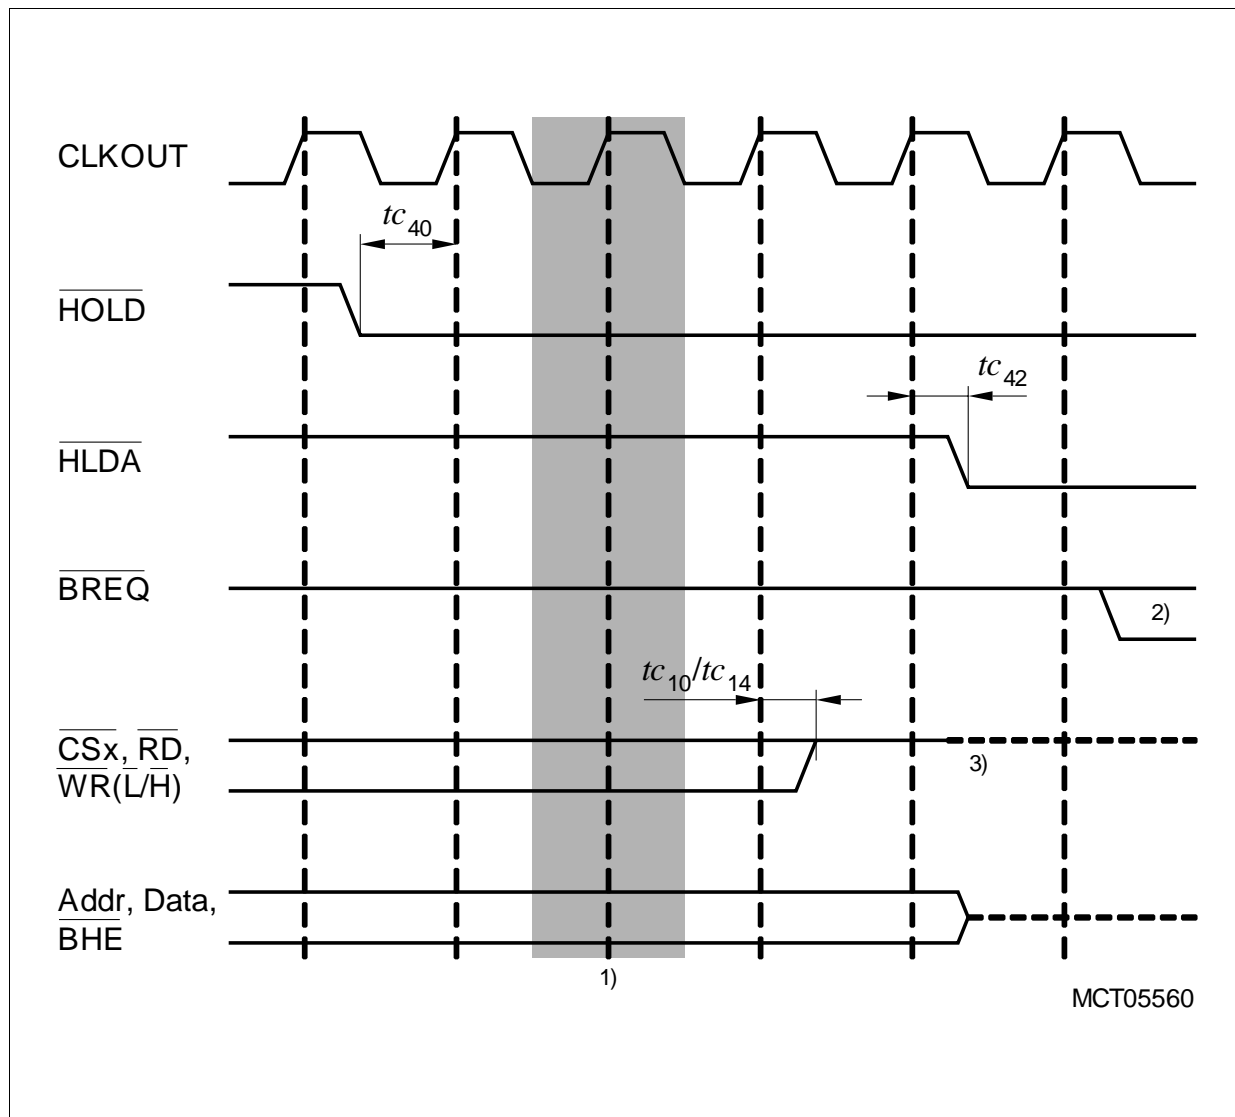 CLKOUT
tc40
HOLD
tc42
HLDA
BREQ
2)
tc10/tc14
CSx, RD,
WR(L/H)
3)
Addr, Data,
BHE
1)
MCT05560